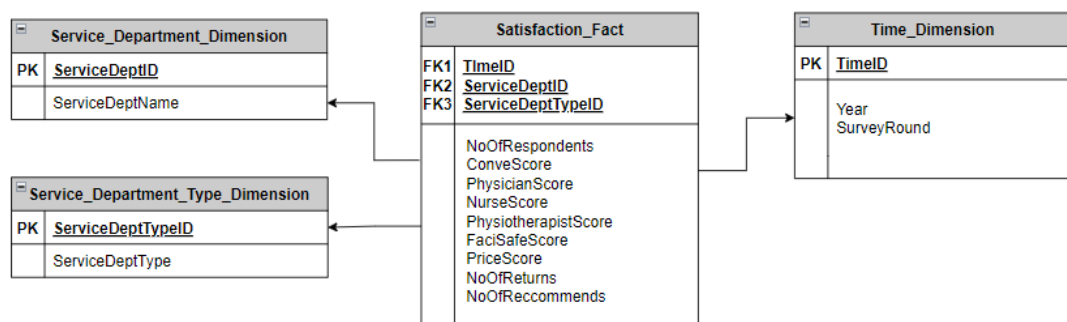 Service_Department_Dimension
PK ServiceDeptID
ServiceDeptName
Service_Department_Type_Dimension
PK ServiceDeptTypeID
ServiceDeptType
Satisfaction_Fact
FK1 TImeID
FK2 ServiceDeptID
FK3 ServiceDeptTypeID
NoOfRespondents
ConveScore
PhysicianScore
NurseScore
PhysiotherapistScore
FaciSafeScore
PriceScore
NoOfReturns
NoOfReccommends
Time_Dimension
PK TimeID
Year
SurveyRound